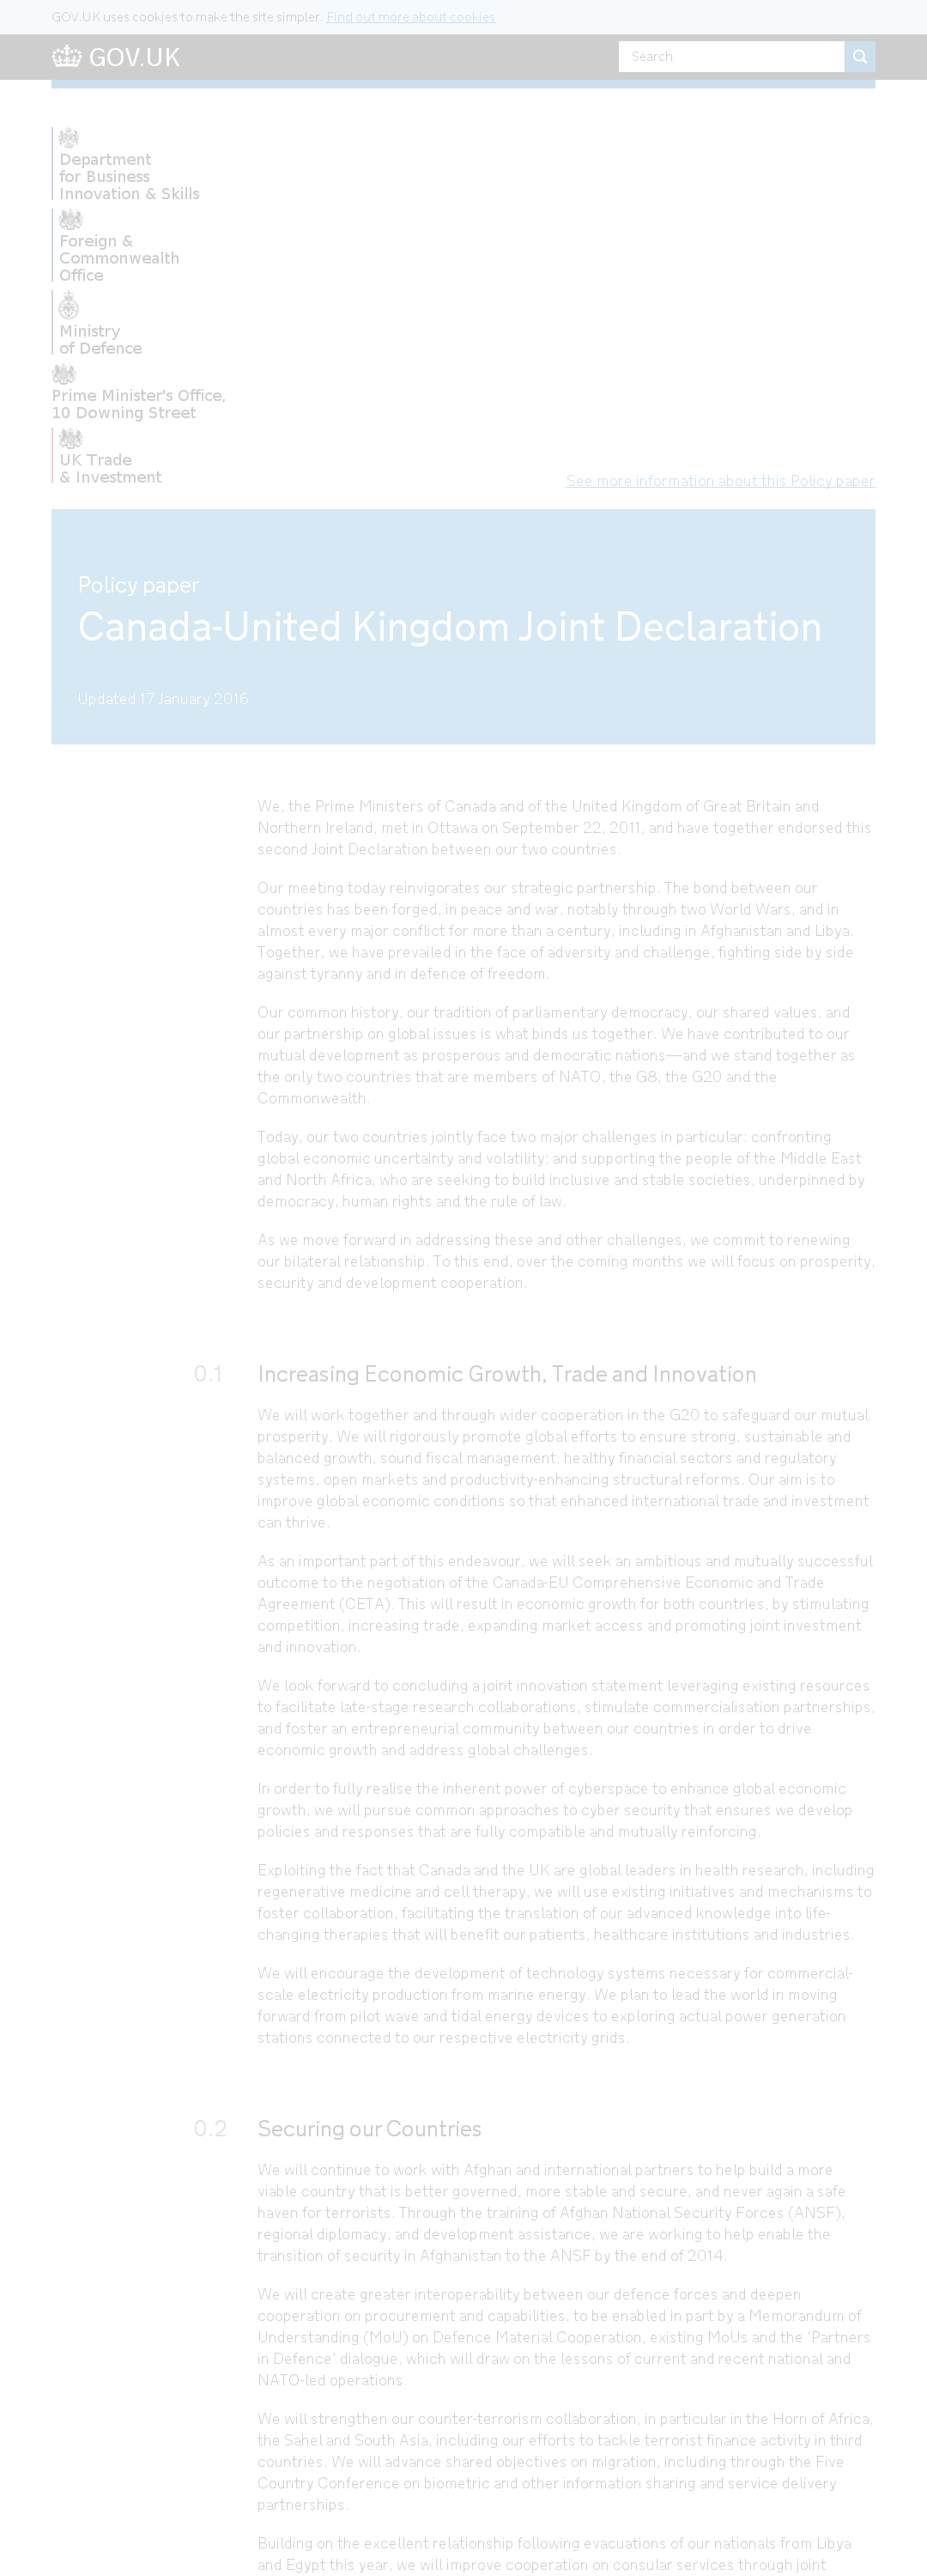 GOV.UK uses cookies to make the site simpler. Find out more about cookies
GOV.UK
Search
Department
for Business
Innovation & Skills
Foreign &
Commonwealth
Office
Ministry
of Defence
Prime Minister's Office,
10 Downing Street
UK Trade
& Investment
See more information about this Policy paper
Policy paper
Canada-United Kingdom Joint Declaration
Updated 17 January 2016
We, the Prime Ministers of Canada and of the United Kingdom of Great Britain and
Northern Ireland, met in Ottawa on September 22, 2011, and have together endorsed this
second Joint Declaration between our two countries.
Our meeting today reinvigorates our strategic partnership. The bond between our
countries has been forged, in peace and war, notably through two World Wars, and in
almost every major conflict for more than a century, including in Afghanistan and Libya.
Together, we have prevailed in the face of adversity and challenge, fighting side by side
against tyranny and in defence of freedom.
Our common history, our tradition of parliamentary democracy, our shared values, and
our partnership on global issues is what binds us together. We have contributed to our
mutual development as prosperous and democratic nations—and we stand together as
the only two countries that are members of NATO, the G8, the G20 and the
Commonwealth.
Today, our two countries jointly face two major challenges in particular: confronting
global economic uncertainty and volatility; and supporting the people of the Middle East
and North Africa, who are seeking to build inclusive and stable societies, underpinned by
democracy, human rights and the rule of law.
As we move forward in addressing these and other challenges, we commit to renewing
our bilateral relationship. To this end, over the coming months we will focus on prosperity,
security and development cooperation.
0.1 Increasing Economic Growth, Trade and Innovation
We will work together and through wider cooperation in the G20 to safeguard our mutual
prosperity. We will rigorously promote global efforts to ensure strong, sustainable and
balanced growth, sound fiscal management, healthy financial sectors and regulatory
systems, open markets and productivity-enhancing structural reforms. Our aim is to
improve global economic conditions so that enhanced international trade and investment
can thrive.
As an important part of this endeavour, we will seek an ambitious and mutually successful
outcome to the negotiation of the Canada-EU Comprehensive Economic and Trade
Agreement (CETA). This will result in economic growth for both countries, by stimulating
competition, increasing trade, expanding market access and promoting joint investment
and innovation.
We look forward to concluding a joint innovation statement leveraging existing resources
to facilitate late-stage research collaborations, stimulate commercialisation partnerships,
and foster an entrepreneurial community between our countries in order to drive
economic growth and address global challenges.
In order to fully realise the inherent power of cyberspace to enhance global economic
growth, we will pursue common approaches to cyber security that ensures we develop
policies and responses that are fully compatible and mutually reinforcing.
Exploiting the fact that Canada and the UK are global leaders in health research, including
regenerative medicine and cell therapy, we will use existing initiatives and mechanisms to
foster collaboration, facilitating the translation of our advanced knowledge into life-
changing therapies that will benefit our patients, healthcare institutions and industries.
We will encourage the development of technology systems necessary for commercial-
scale electricity production from marine energy. We plan to lead the world in moving
forward from pilot wave and tidal energy devices to exploring actual power generation
stations connected to our respective electricity grids.
0.2 Securing our Countries
We will continue to work with Afghan and international partners to help build a more
viable country that is better governed, more stable and secure, and never again a safe
haven for terrorists. Through the training of Afghan National Security Forces (ANSF),
regional diplomacy, and development assistance, we are working to help enable the
transition of security in Afghanistan to the ANSF by the end of 2014.
We will create greater interoperability between our defence forces and deepen
cooperation on procurement and capabilities, to be enabled in part by a Memorandum of
Understanding (MoU) on Defence Material Cooperation, existing MoUs and the ‘Partners
in Defence’ dialogue, which will draw on the lessons of current and recent national and
NATO-led operations.
We will strengthen our counter-terrorism collaboration, in particular in the Horn of Africa,
the Sahel and South Asia, including our efforts to tackle terrorist finance activity in third
countries. We will advance shared objectives on migration, including through the Five
Country Conference on biometric and other information sharing and service delivery
partnerships.
Building on the excellent relationship following evacuations of our nationals from Libya
and Egypt this year, we will improve cooperation on consular services through joint